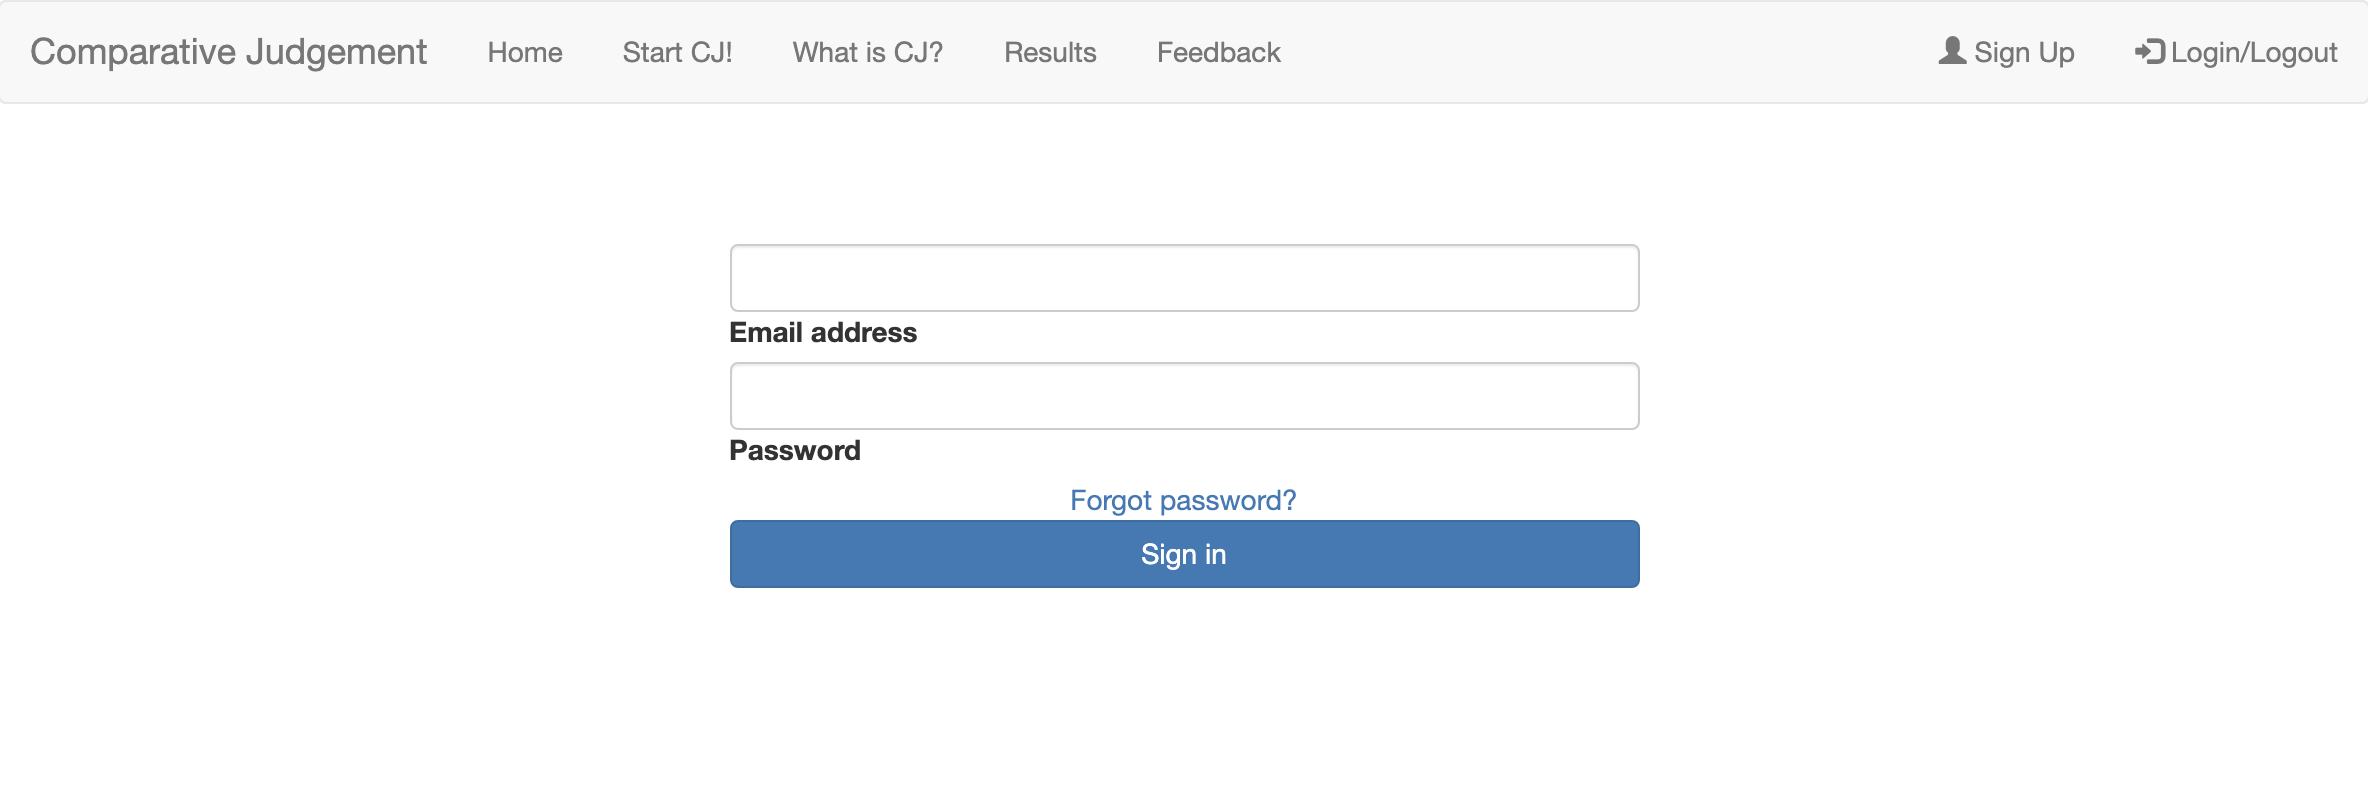 Comparative Judgement Home Start CJ! What is CJ? Results Feedback Sign Up Login/Logout
Email address
Password
Forgot password?
Sign in